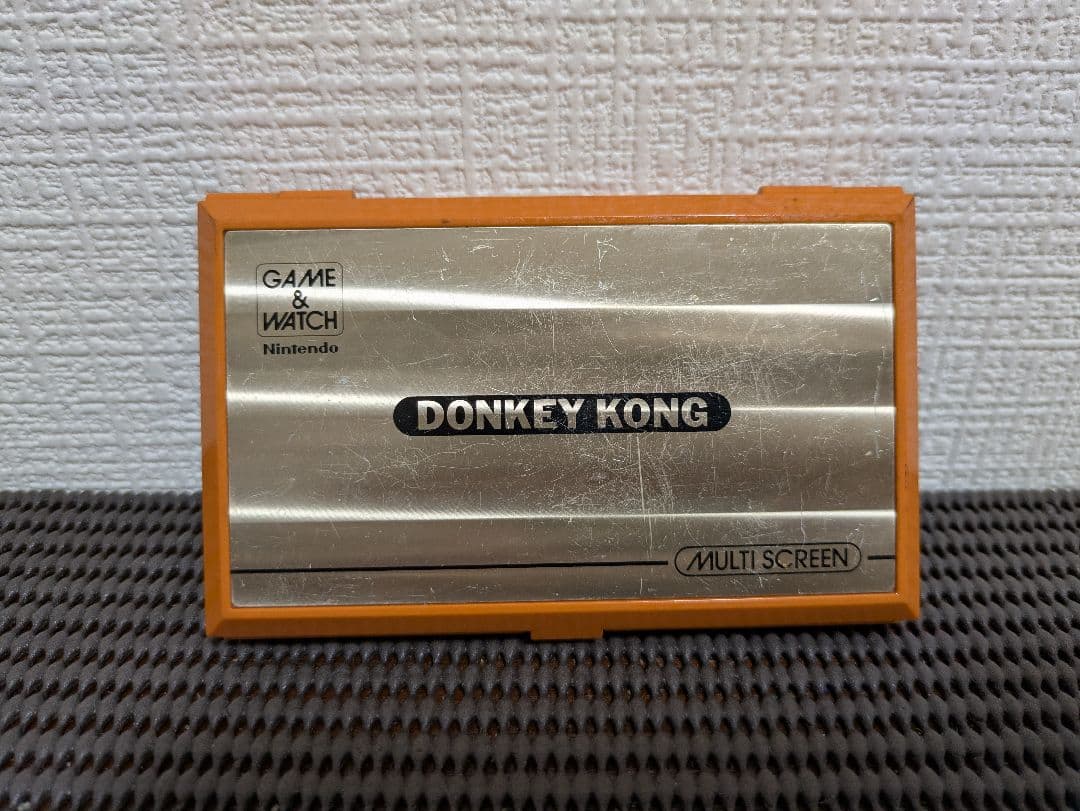 GAME
&
WATCH
Nintendo
DONKEY KONG
MULTI SCREEN